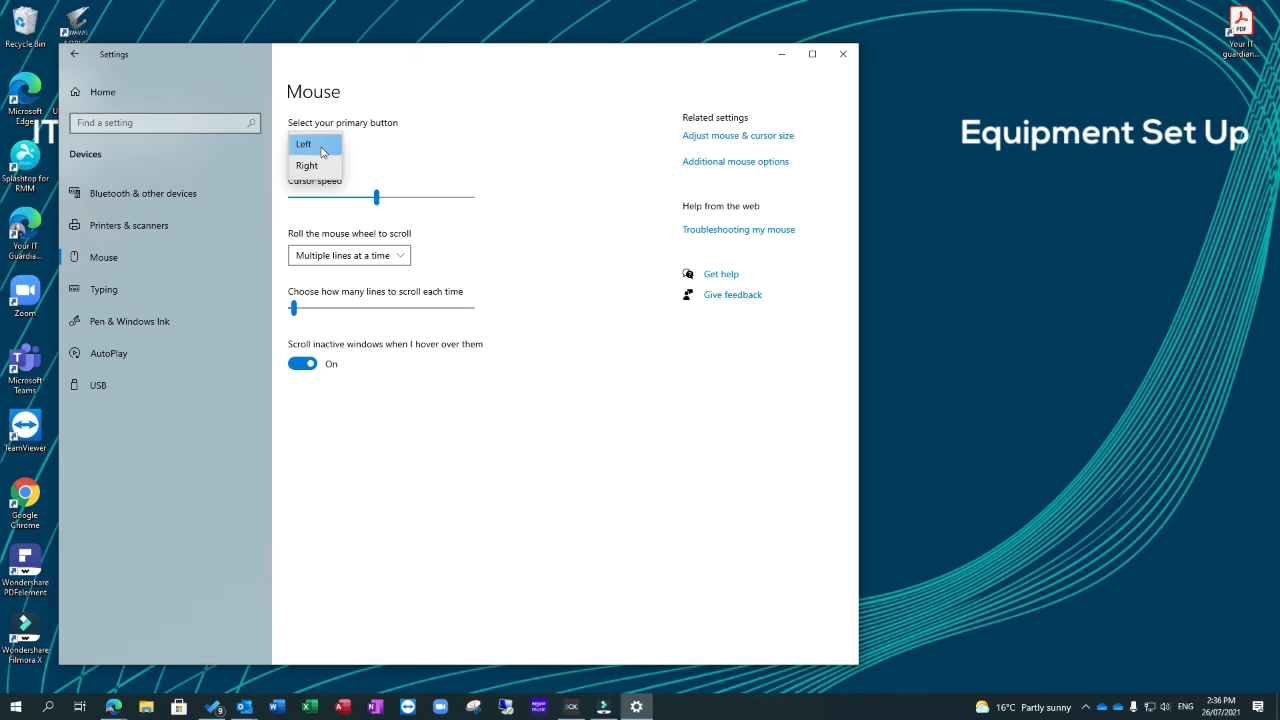 Recycle Bin
Microsoft
Edge
Splashtop for
RMM
Your IT
Guardia...
Zoom
Microsoft
Teams
TeamViewer
Google
Chrome
Wondershare
PDFelement
Wondershare
Filmora X
IT
Equipment Set Up
Your IT
guardian...
Settings
Home
Find a setting
Devices
Bluetooth & other devices
Printers & scanners
Mouse
Typing
Pen & Windows Ink
AutoPlay
USB
Mouse
Select your primary button
Left
Right
Cursor speed
Roll the mouse wheel to scroll
Multiple lines at a time
Choose how many lines to scroll each time
Scroll inactive windows when I hover over them
On
Related settings
Adjust mouse & cursor size
Additional mouse options
Help from the web
Troubleshooting my mouse
Get help
Give feedback
16°C Partly sunny
ENG
2:36 PM
26/07/2021